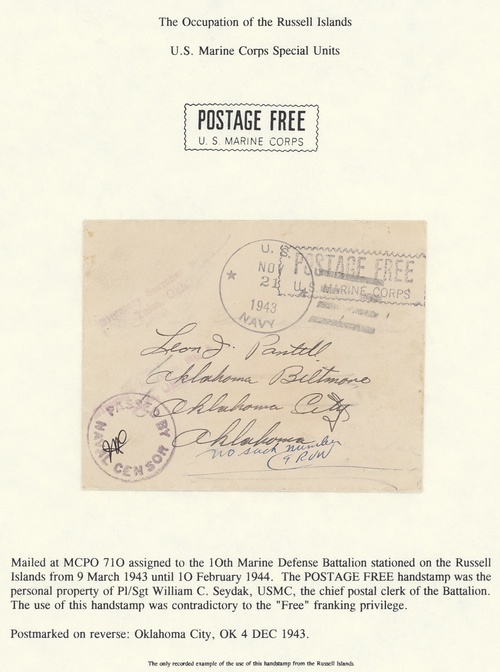 The Occupation of the Russell Islands
U.S. Marine Corps Special Units
POSTAGE FREE
U. S. MARINE CORPS
U. S.
NOV
21
1943
NAVY
POSTAGE FREE
U. S. MARINE CORPS
Leon J. Pantell
Oklahoma Biltmore
Oklahoma City
Oklahoma
no such number
PASSED BY
NAVAL CENSOR
Mailed at MCPO 710 assigned to the 10th Marine Defense Battalion stationed on the Russell
Islands from 9 March 1943 until 10 February 1944. The POSTAGE FREE handstamp was the
personal property of Pl/Sgt William C. Seydak, USMC, the chief postal clerk of the Battalion.
The use of this handstamp was contradictory to the "Free" franking privilege.
Postmarked on reverse: Oklahoma City, OK 4 DEC 1943.
The only recorded example of the use of this handstamp from the Russell Islands